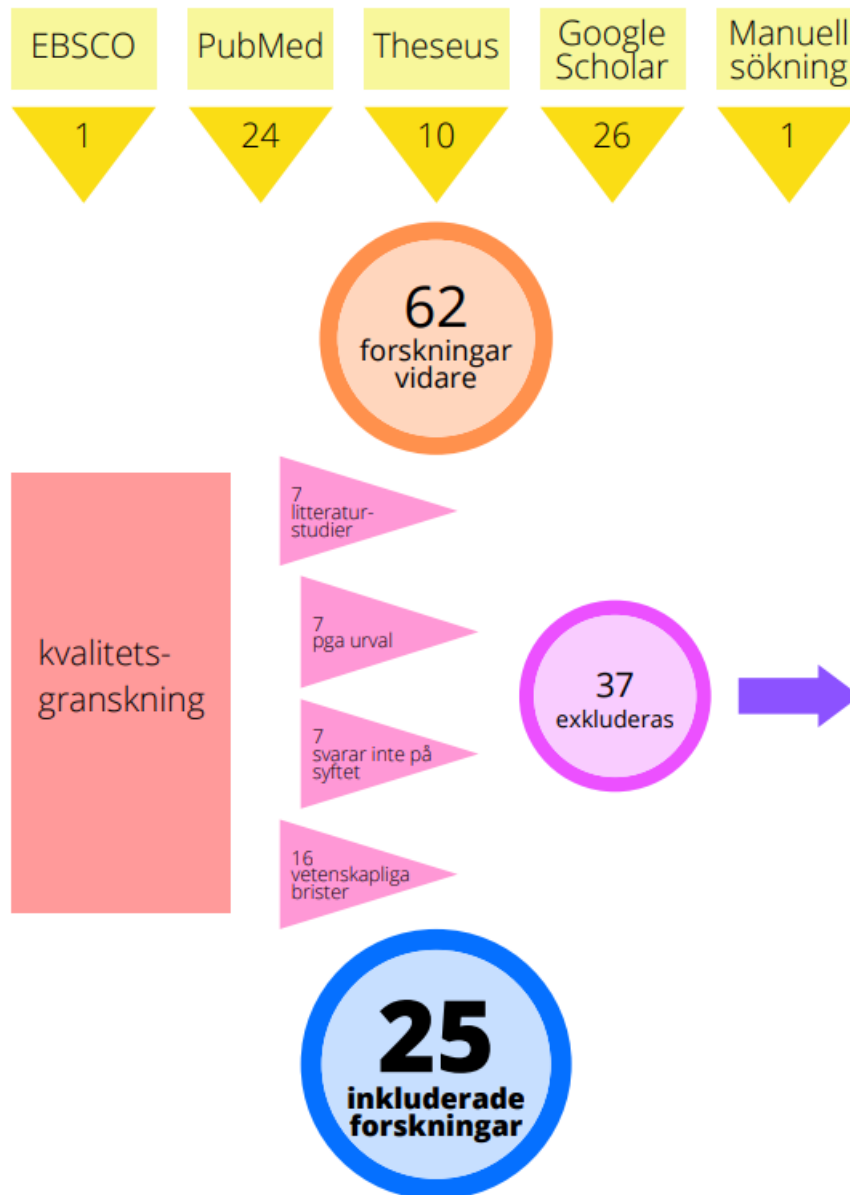 EBSCO
PubMed
Theseus
Google
Scholar
Manuell
sökning
1
24
10
26
1
62
forskningar
vidare
kvalitets-
granskning
7
litteratur-
studier
7
pga urval
7
svarar inte på
syftet
16
vetenskapliga
brister
37
exkluderas
25
inkluderade
forskningar